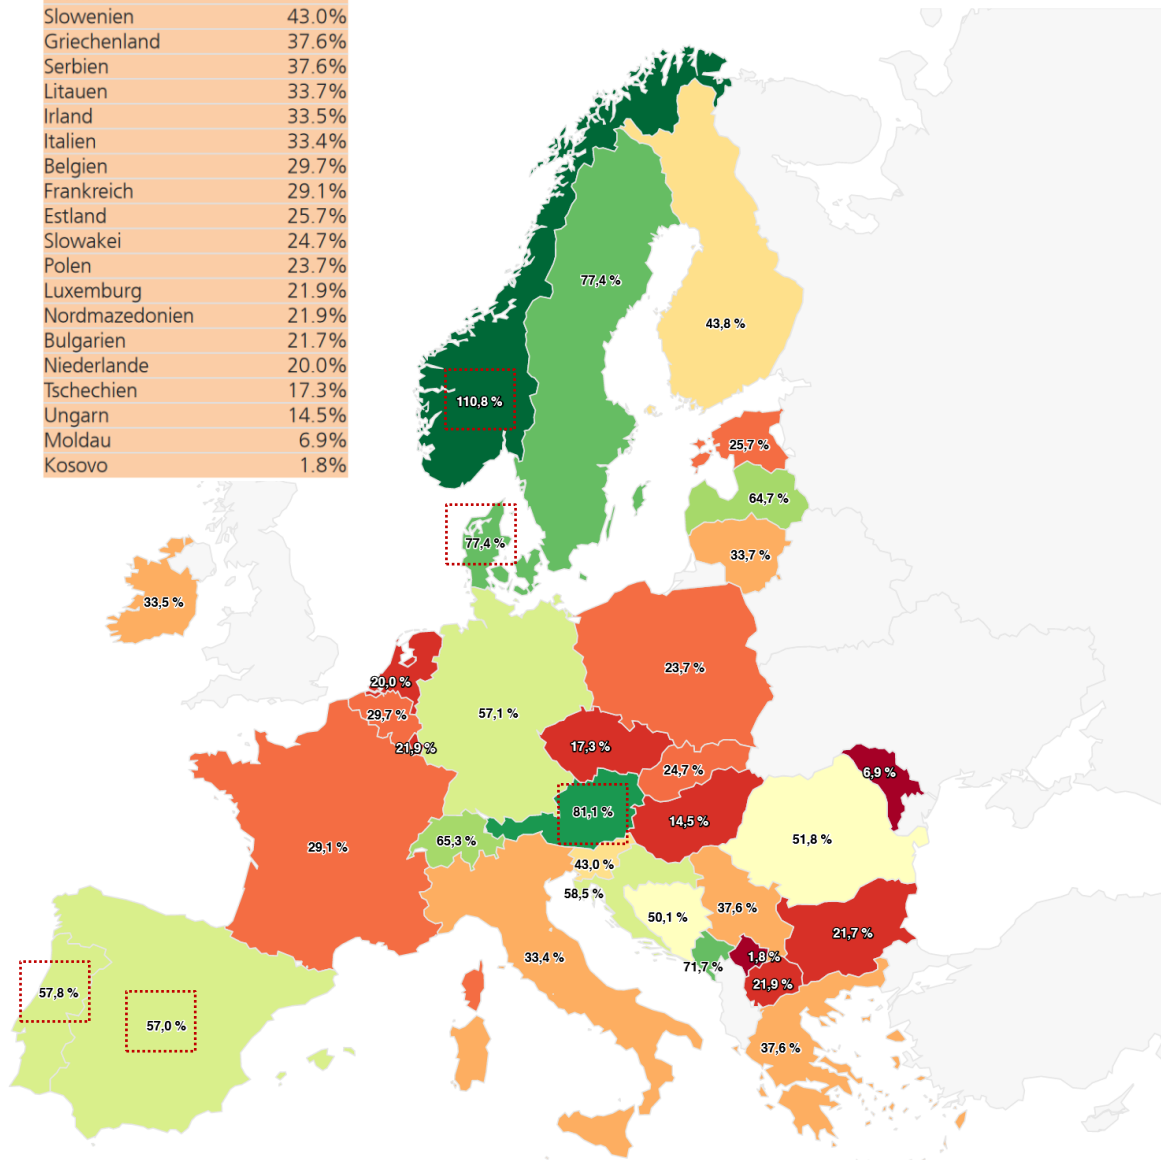 Slowenien 43.0%
Griechenland 37.6%
Serbien 37.6%
Litauen 33.7%
Irland 33.5%
Italien 33.4%
Belgien 29.7%
Frankreich 29.1%
Estland 25.7%
Slowakei 24.7%
Polen 23.7%
Luxemburg 21.9%
Nordmazedonien 21.9%
Bulgarien 21.7%
Niederlande 20.0%
Tschechien 17.3%
Ungarn 14.5%
Moldau 6.9%
Kosovo 1.8%
77,4 %
43,8 %
110,8 %
25,7 %
64,7 %
77,4 %
33,7 %
33,5 %
23,7 %
20,0 %
29,7 %
57,1 %
21,9 %
17,3 %
24,7 %
6,9 %
81,1 %
14,5 %
51,8 %
65,3 %
29,1 %
43,0 %
58,5 %
50,1 %
37,6 %
21,7 %
33,4 %
71,7 %
1,8 %
21,9 %
57,8 %
57,0 %
37,6 %